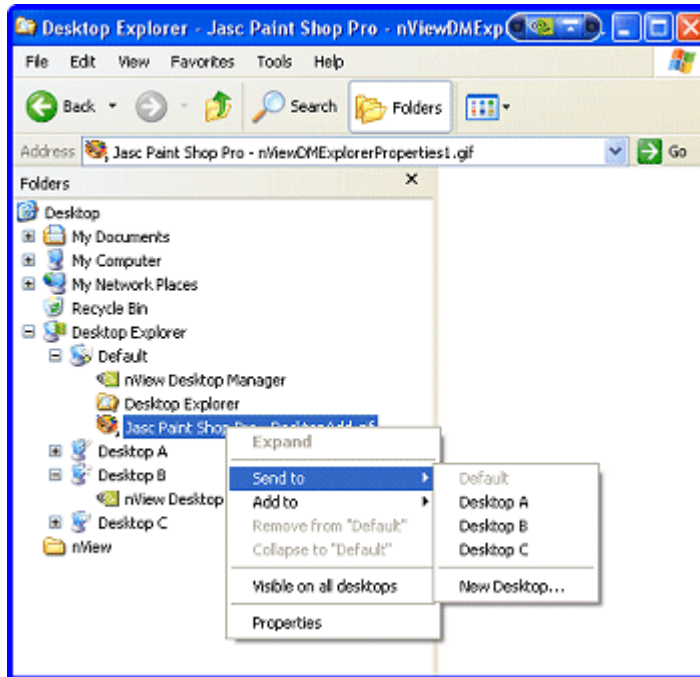 Desktop Explorer - Jasc Paint Shop Pro - nViewDMExp
File Edit View Favorites Tools Help
Back Search Folders
Address Jasc Paint Shop Pro - nViewDMExplorerProperties1.gif Go
Folders ×
Desktop
My Documents
My Computer
My Network Places
Recycle Bin
Desktop Explorer
Default
nView Desktop Manager
Desktop Explorer
Jasc Paint Shop Pro - DesktopAdd.gif
Desktop A
Desktop B
nView Desktop
Desktop C
nView
Expand
Send to
Add to
Remove from "Default"
Collapse to "Default"
Visible on all desktops
Properties
Default
Desktop A
Desktop B
Desktop C
New Desktop...